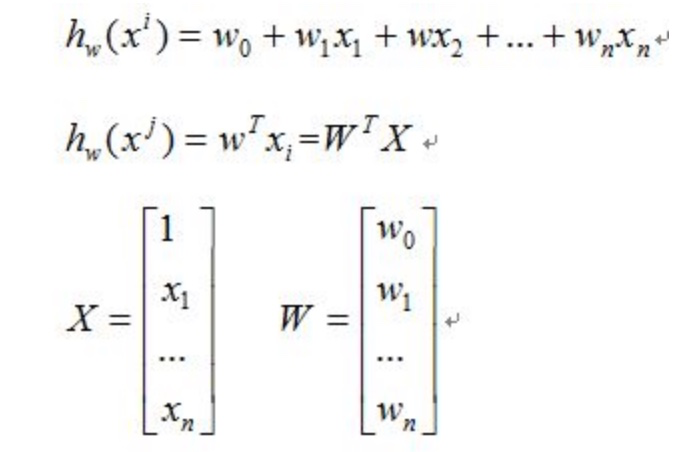 h_w(x^i) = w_0 + w_1x_1 + wx_2 + ... + w_nx_n ↵
h_w(x^j) = w^T x_i = W^T X ↵
X = [1 x_1 ... x_n] W = [w_0 w_1 ... w_n] ↵